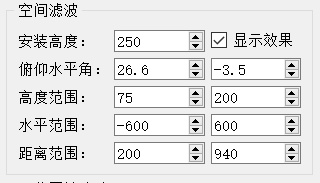 空间滤波
安装高度： 250 显示效果
俯仰水平角： 26.6 -3.5
高度范围： 75 200
水平范围： -600 600
距离范围： 200 940